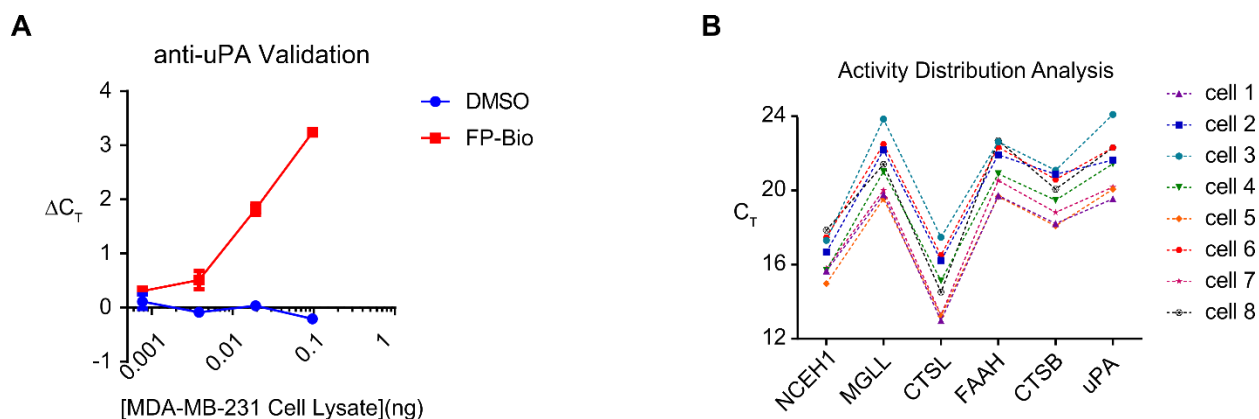 A
anti-uPA Validation
4
3
2
1
0
-1
ΔCT
0.001
0.01
0.1
1
[MDA-MB-231 Cell Lysate](ng)
DMSO
FP-Bio
B
Activity Distribution Analysis
24
20
16
12
CT
NCEH1
MGLL
CTSL
FAAH
CTSB
uPA
cell 1
cell 2
cell 3
cell 4
cell 5
cell 6
cell 7
cell 8